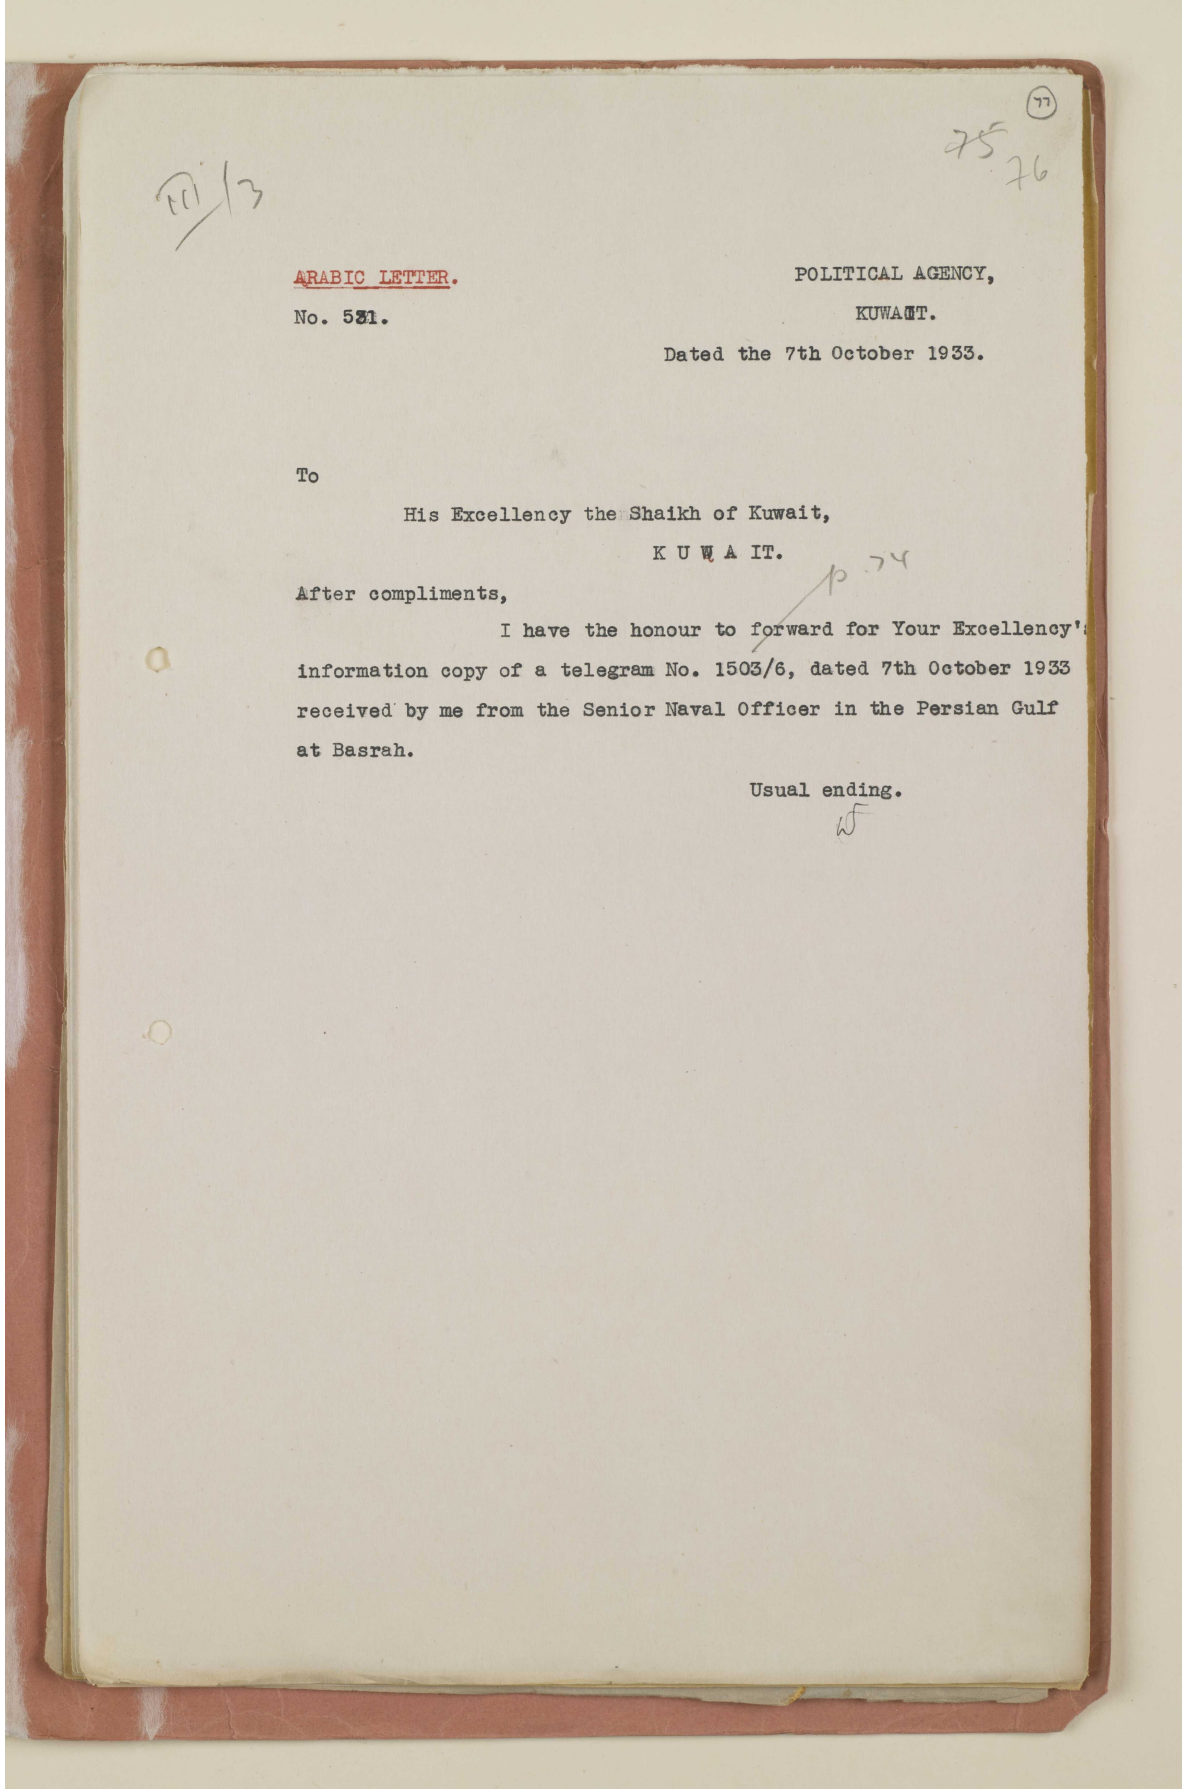 77
75
76
III/3
ARABIC LETTER.
POLITICAL AGENCY,
No. 531.
KUWAIT.
Dated the 7th October 1933.
To
His Excellency the Shaikh of Kuwait,
K U W A IT.
p. 74
After compliments,
I have the honour to forward for Your Excellency's
information copy of a telegram No. 1503/6, dated 7th October 1933
received by me from the Senior Naval Officer in the Persian Gulf
at Basrah.
Usual ending.